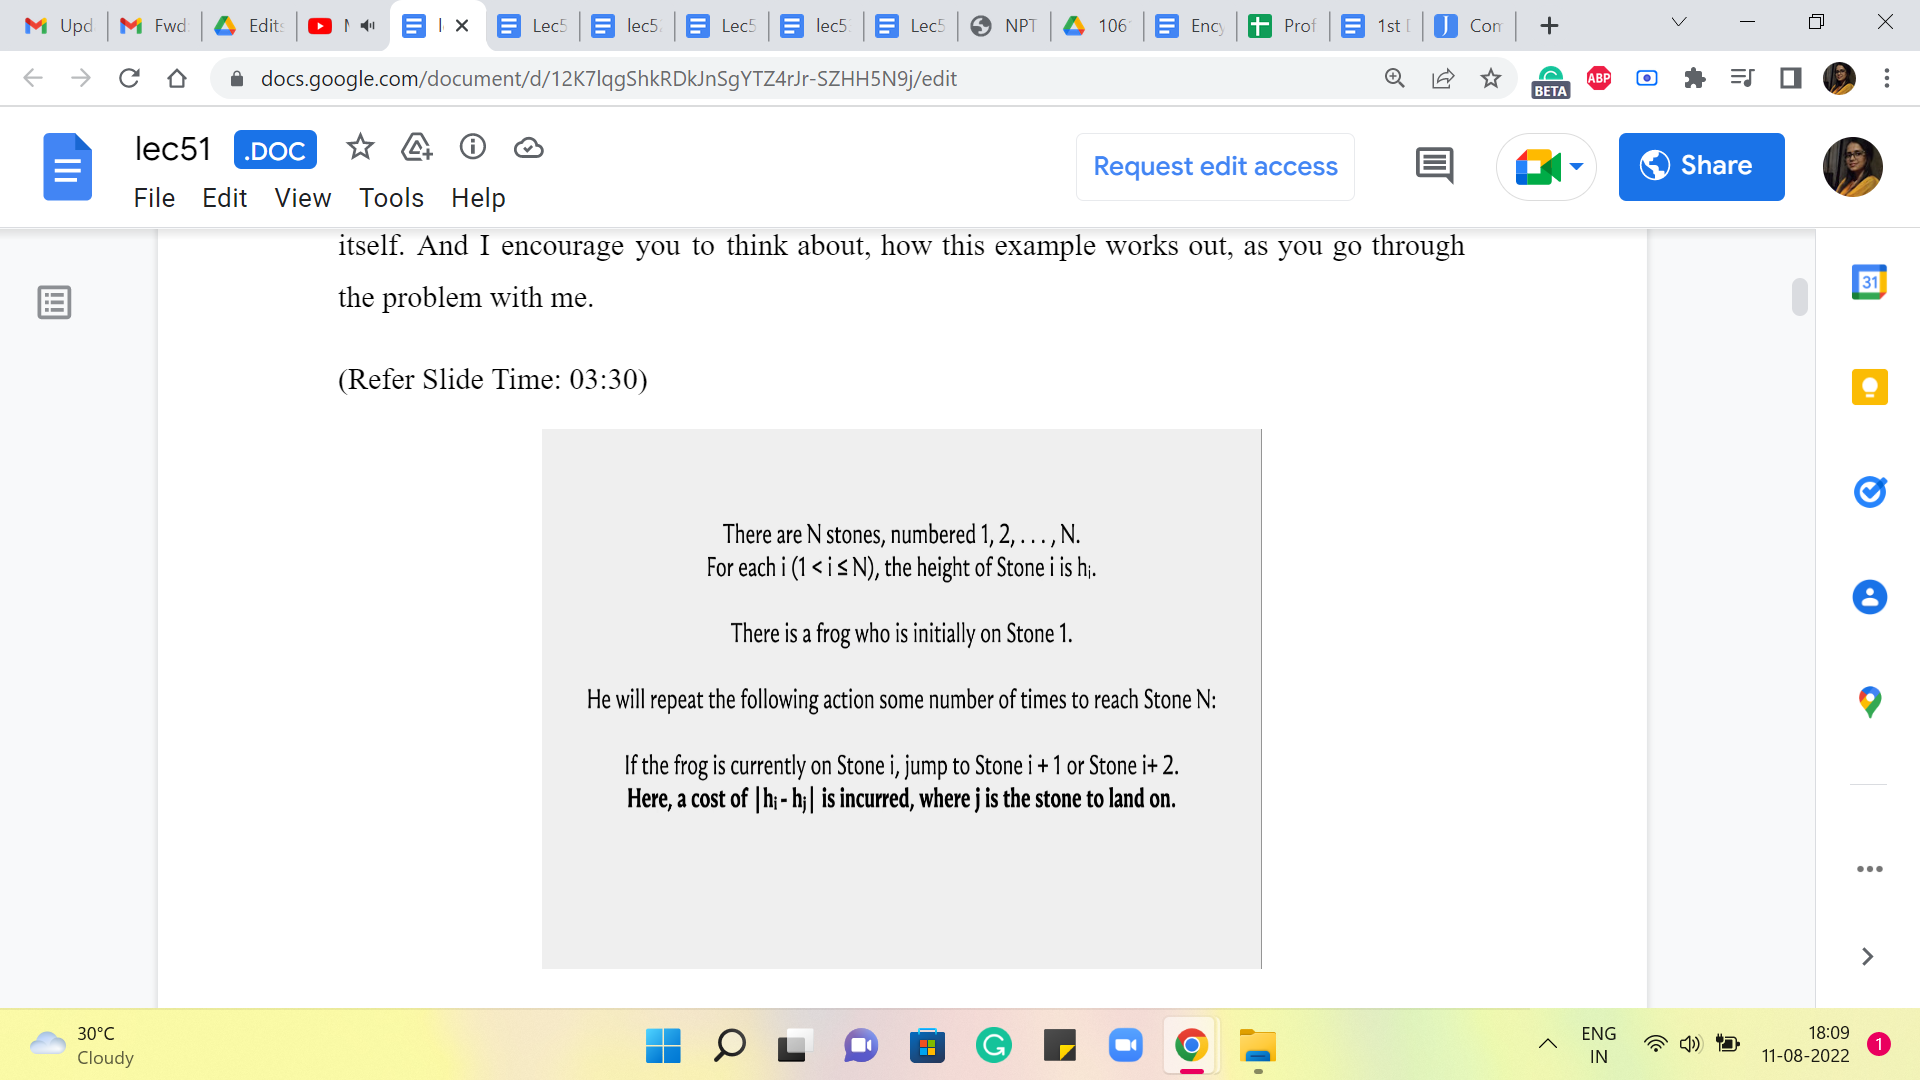 Upd
Fwd
Edits
Lec5
lec5
Lec5
lec5
Lec5
NPT
106
Ency
Prof
1st
Con
docs.google.com/document/d/12K7lqgShkRDkJnSgYTZ4rJr-SZHH5N9j/edit
BETA
ABP
lec51
.DOC
Request edit access
Share
File Edit View Tools Help
itself. And I encourage you to think about, how this example works out, as you go through
the problem with me.
(Refer Slide Time: 03:30)
There are N stones, numbered 1, 2, . . . , N.
For each i (1 < i ≤ N), the height of Stone i is hᵢ.
There is a frog who is initially on Stone 1.
He will repeat the following action some number of times to reach Stone N:
If the frog is currently on Stone i, jump to Stone i + 1 or Stone i+ 2.
Here, a cost of |hᵢ - hⱼ| is incurred, where j is the stone to land on.
31
30°C
Cloudy
ENG
IN
18:09
11-08-2022
1